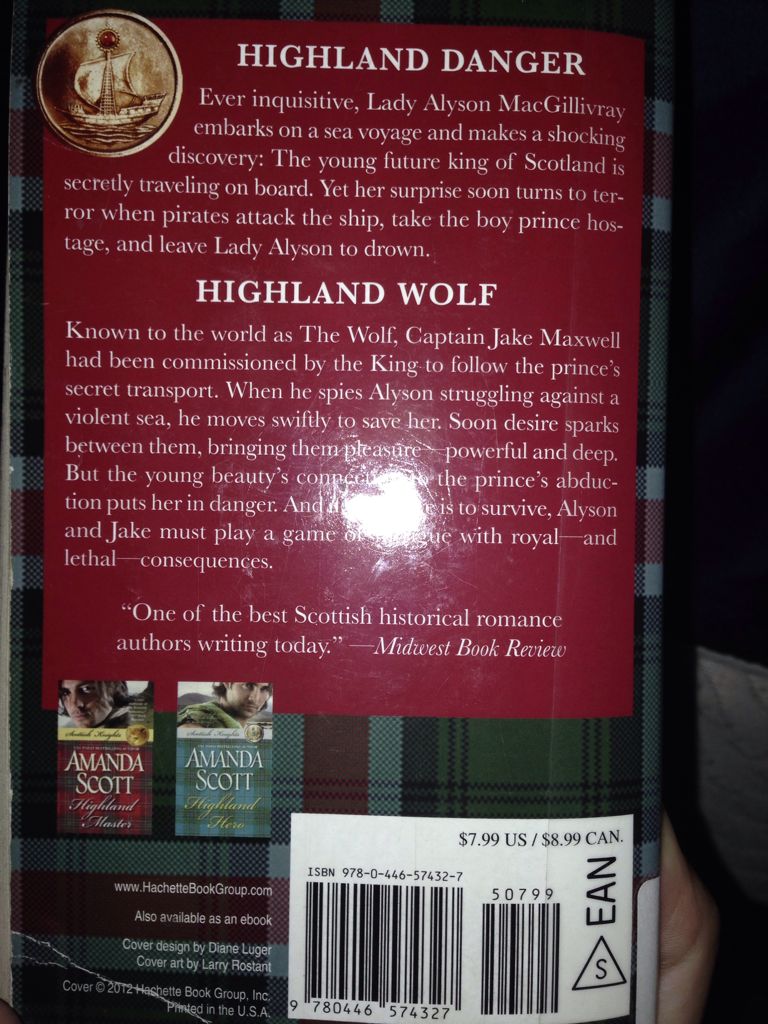 HIGHLAND DANGER
Ever inquisitive, Lady Alyson MacGillivray
embarks on a sea voyage and makes a shocking
discovery: The young future king of Scotland is
secretly traveling on board. Yet her surprise soon turns to ter-
ror when pirates attack the ship, take the boy prince hos-
tage, and leave Lady Alyson to drown.
HIGHLAND WOLF
Known to the world as The Wolf, Captain Jake Maxwell
had been commissioned by the King to follow the prince's
secret transport. When he spies Alyson struggling against a
violent sea, he moves swiftly to save her. Soon desire sparks
between them, bringing them pleasure—powerful and deep.
But the young beauty's the prince's abduc-
tion puts her in danger. And is to survive, Alyson
and Jake must play a game of with royal—and
lethal—consequences.
"One of the best Scottish historical romance
authors writing today." —Midwest Book Review
Scottish Knights
AMANDA
SCOTT
Highland
Master
Scottish Knights
AMANDA
SCOTT
Highland
Hero
$7.99 US / $8.99 CAN.
ISBN 978-0-446-57432-7
50799
EAN
S
9 780446 574327
www.HachetteBookGroup.com
Also available as an ebook
Cover design by Diane Luger
Cover art by Larry Rostant
Cover © 2012 Hachette Book Group, Inc.
Printed in the U.S.A.